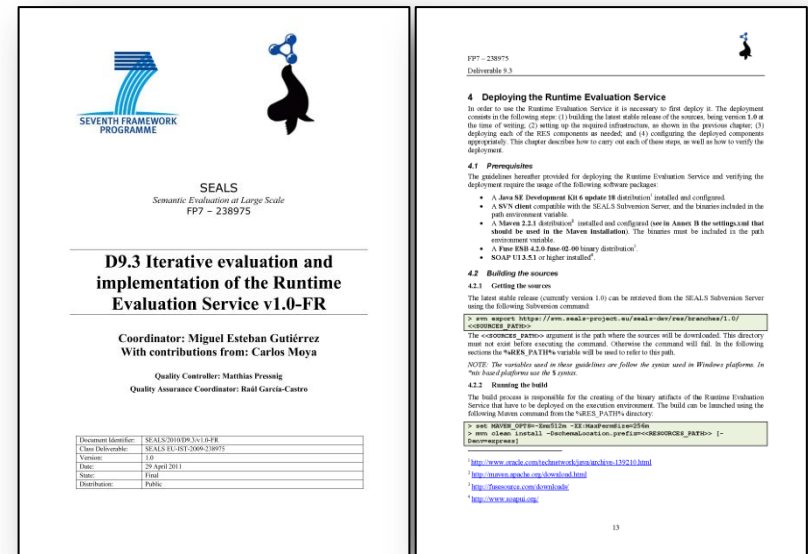 SEVENTH FRAMEWORK
PROGRAMME
SEALS
Semantic Evaluation at Large Scale
FP7 – 238975
D9.3 Iterative evaluation and
implementation of the Runtime
Evaluation Service v1.0-FR
Coordinator: Miguel Esteban Gutiérrez
With contributions from: Carlos Moya
Quality Controller: Matthias Pressnig
Quality Assurance Coordinator: Raúl García-Castro
Document Identifier: SEALS/2010/D9.3/v1.0-FR
Class Deliverable: SEALS EU-IST-2009-238975
Version: 1.0
Date: 29 April 2011
State: Final
Distribution: Public
FP7 – 238975
Deliverable 9.3
4 Deploying the Runtime Evaluation Service
In order to use the Runtime Evaluation Service it is necessary to first deploy it. The deployment
consists in the following steps: (1) building the latest stable release of the sources, being version 1.0 at
the time of writing; (2) setting up the required infrastructure, as shown in the previous chapter; (3)
deploying each of the RES components as needed; and (4) configuring the deployed components
appropriately. This chapter describes how to carry out each of these steps, as well as how to verify the
deployment.
4.1 Prerequisites
The guidelines hereafter provided for deploying the Runtime Evaluation Service and verifying the
deployment require the usage of the following software packages:
• A Java SE Development Kit 6 update 18 distribution¹ installed and configured.
• A SVN client compatible with the SEALS Subversion Server, and the binaries included in the
path environment variable.
• A Maven 2.2.1 distribution² installed and configured (see in Annex B the settings.xml that
should be used in the Maven installation). The binaries must be included in the path
environment variable.
• A Fuse ESB 4.2.0-fuse-02-00 binary distribution³.
• SOAP UI 3.5.1 or higher installed⁴.
4.2 Building the sources
4.2.1 Getting the sources
The latest stable release (currently version 1.0) can be retrieved from the SEALS Subversion Server
using the following Subversion command:
> svn export https://svn.seals-project.eu/seals-dev/res/branches/1.0/
<<SOURCES_PATH>>
The <<SOURCES_PATH>> argument is the path where the sources will be downloaded. This directory
must not exist before executing the command. Otherwise the command will fail. In the following
sections the %RES_PATH% variable will be used to refer to this path.
NOTE: The variables used in these guidelines are follow the syntax used in Windows platforms. In
*nix based platforms use the $ syntax.
4.2.2 Running the build
The build process is responsible for the creating of the binary artifacts of the Runtime Evaluation
Service that have to be deployed on the execution environment. The build can be launched using the
following Maven command from the %RES_PATH% directory:
> set MAVEN_OPTS=-Xmx512m -XX:MaxPermSize=256m
> mvn clean install -DschemaLocation.prefix=<<RESOURCES_PATH>> [-
Denv=express]
¹ http://www.oracle.com/technetwork/java/archive-139210.html
² http://maven.apache.org/download.html
³ http://fusesource.com/downloads/
⁴ http://www.soapui.org/
13